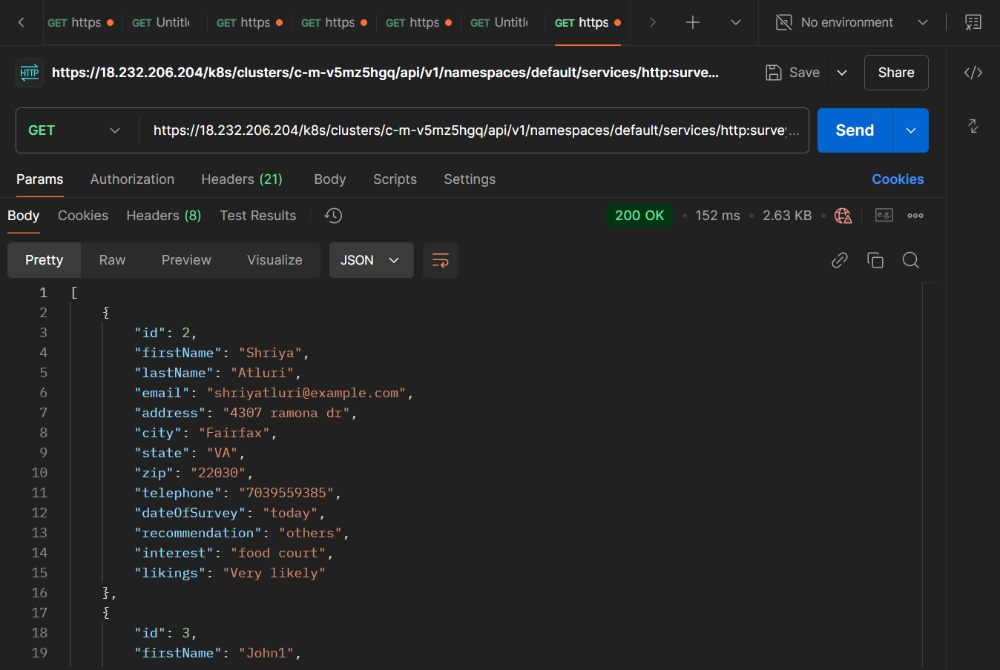 GET https GET Untitl GET https GET https GET https GET Untitl GET https No environment
HTTP https://18.232.206.204/k8s/clusters/c-m-v5mz5hgq/api/v1/namespaces/default/services/http:surve... Save Share
GET https://18.232.206.204/k8s/clusters/c-m-v5mz5hgq/api/v1/namespaces/default/services/http:survey... Send
Params Authorization Headers (21) Body Scripts Settings Cookies
Body Cookies Headers (8) Test Results 200 OK • 152 ms • 2.63 KB • e.g.
Pretty Raw Preview Visualize JSON
1 [
2 {
3 "id": 2,
4 "firstName": "Shriya",
5 "lastName": "Atluri",
6 "email": "shriyatluri@example.com",
7 "address": "4307 ramona dr",
8 "city": "Fairfax",
9 "state": "VA",
10 "zip": "22030",
11 "telephone": "7039559385",
12 "dateOfSurvey": "today",
13 "recommendation": "others",
14 "interest": "food court",
15 "likings": "Very likely"
16 },
17 {
18 "id": 3,
19 "firstName": "John1",